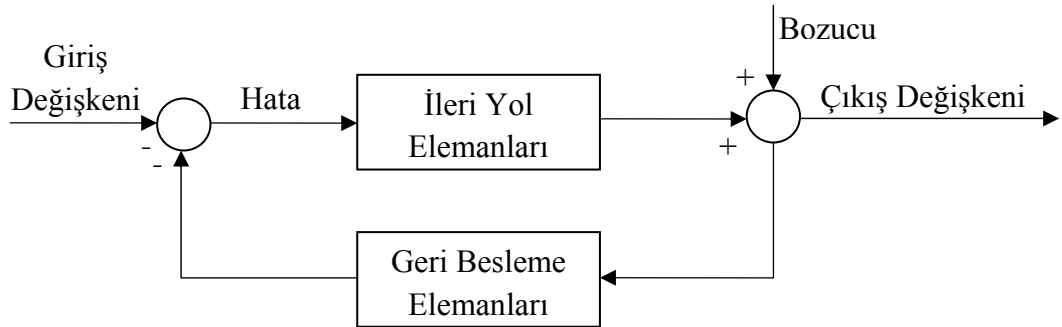 Giriş
Değişkeni
-
-
Hata
İleri Yol
Elemanları
Bozucu
+
+
Çıkış Değişkeni
Geri Besleme
Elemanları